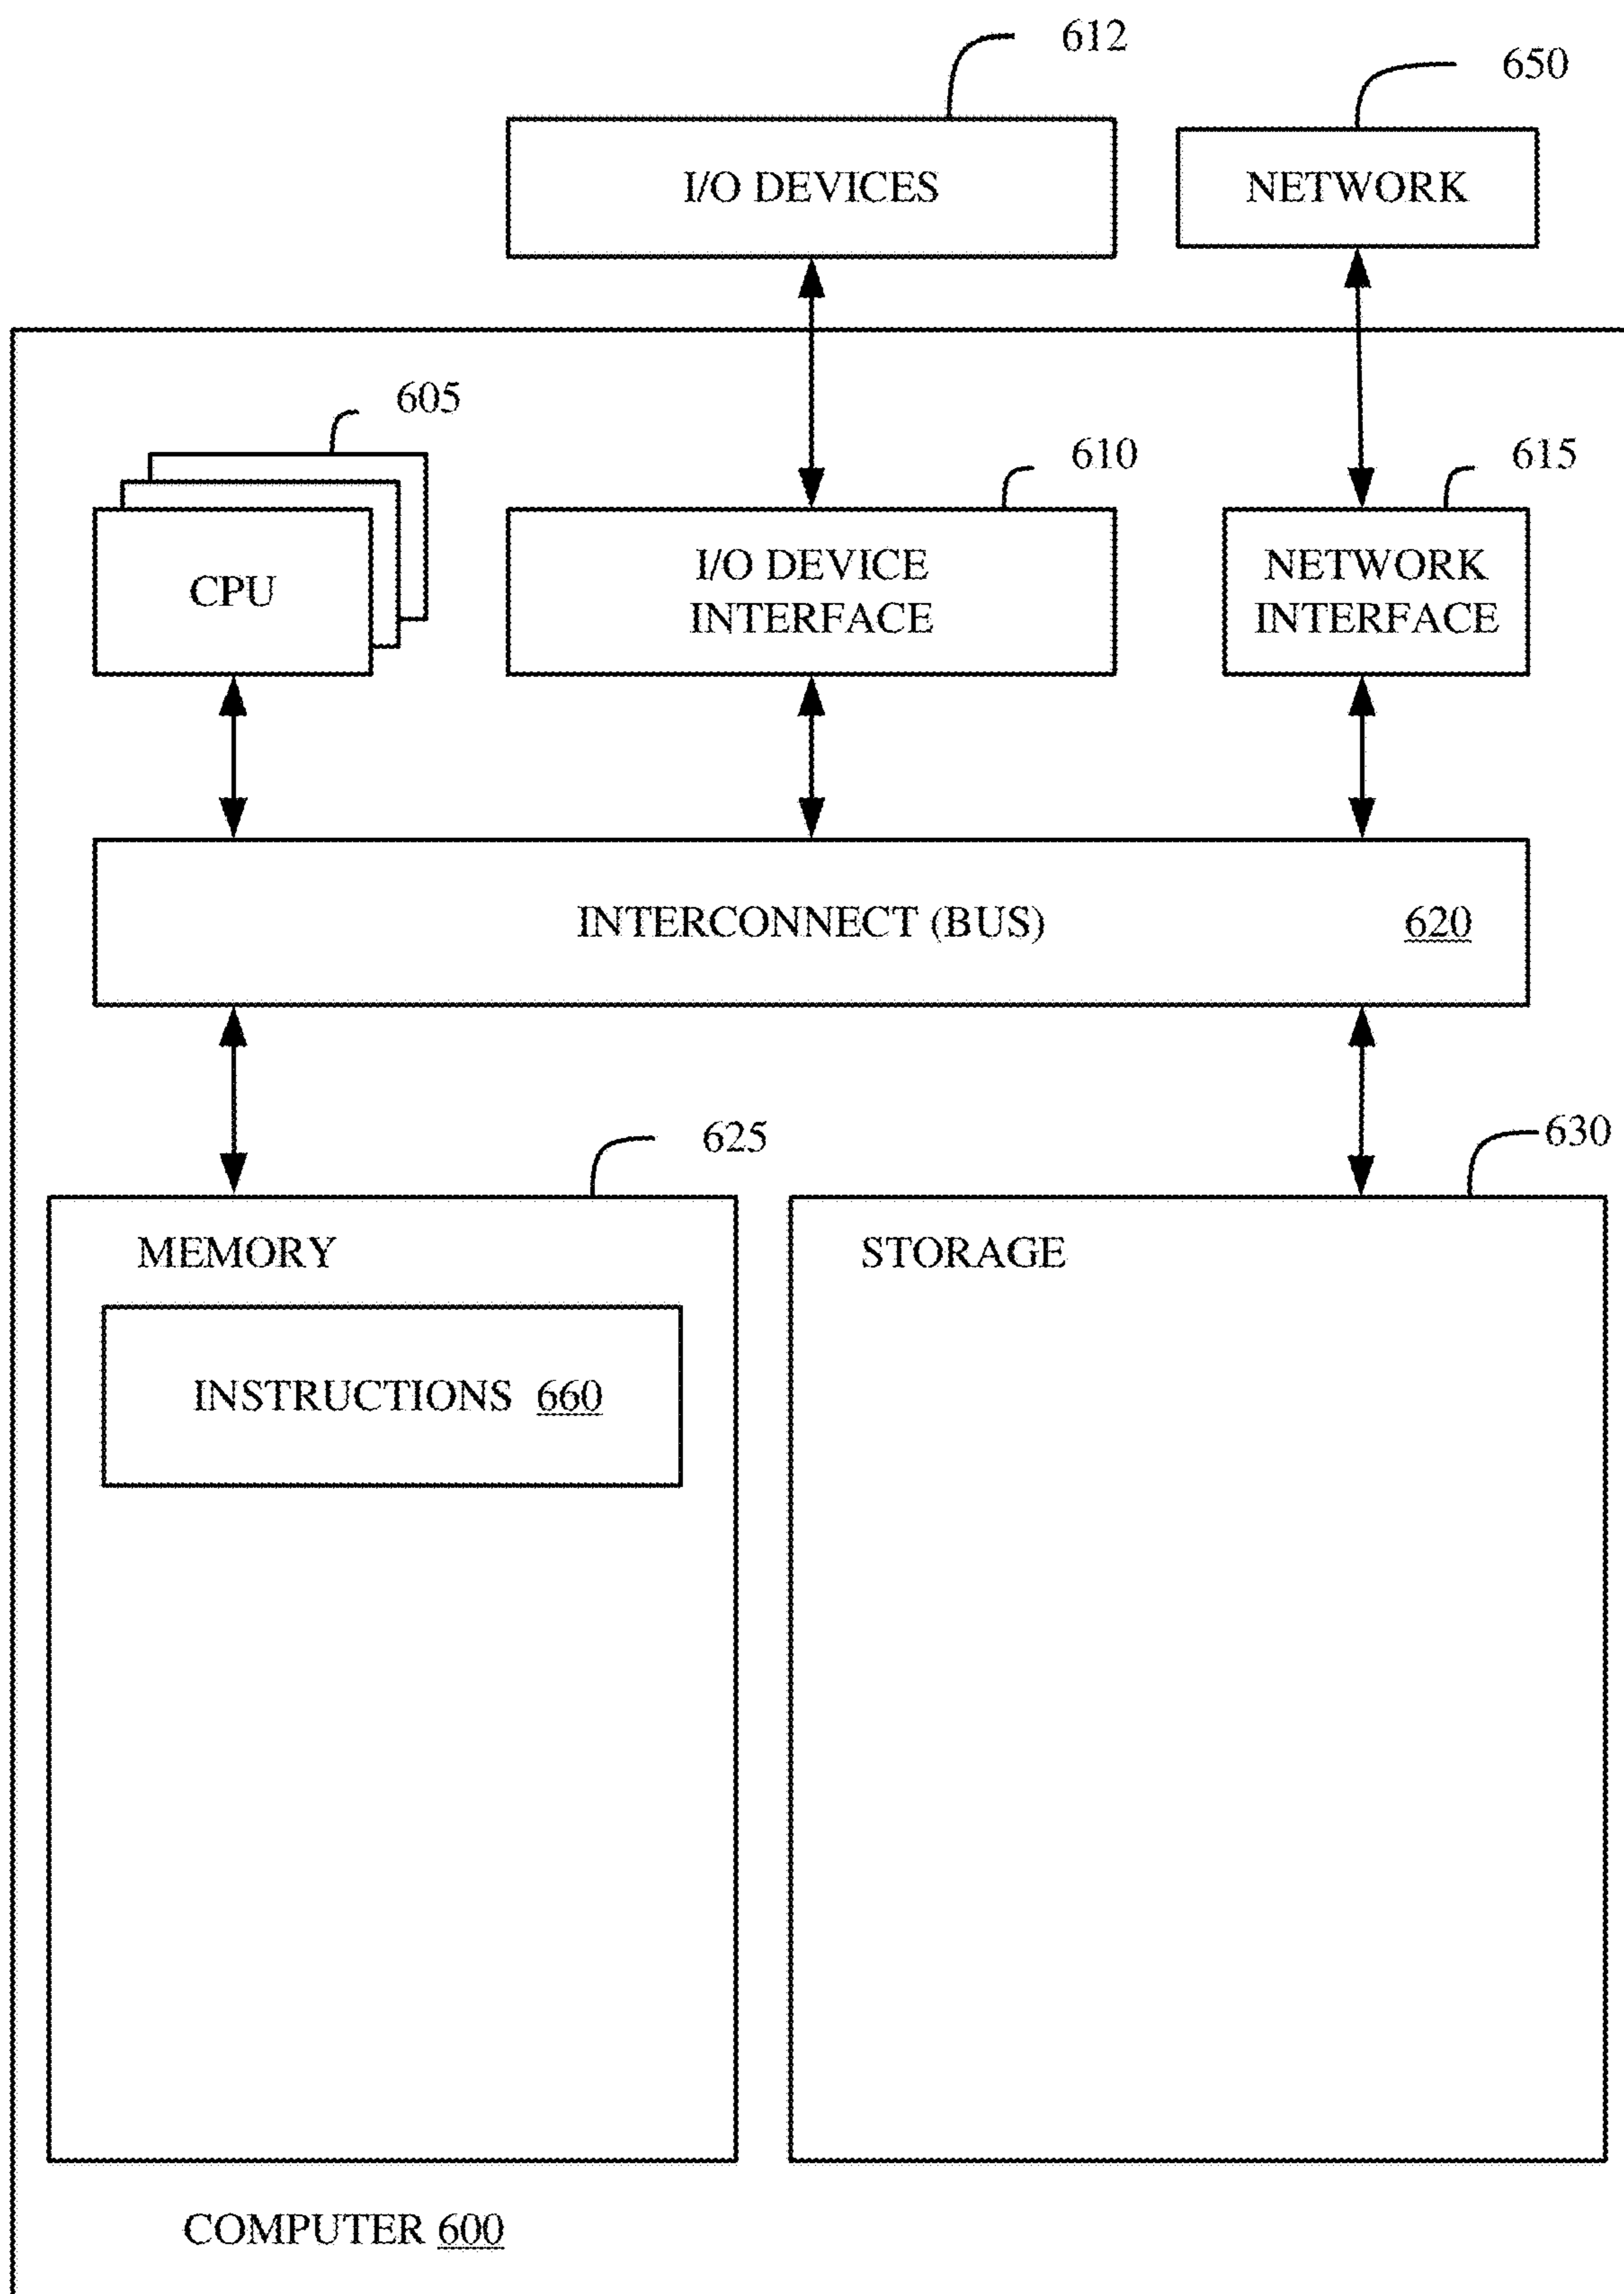 612
650
I/O DEVICES
NETWORK
605
610
615
CPU
I/O DEVICE
INTERFACE
NETWORK
INTERFACE
INTERCONNECT (BUS) 620
625
630
MEMORY
STORAGE
INSTRUCTIONS 660
COMPUTER 600